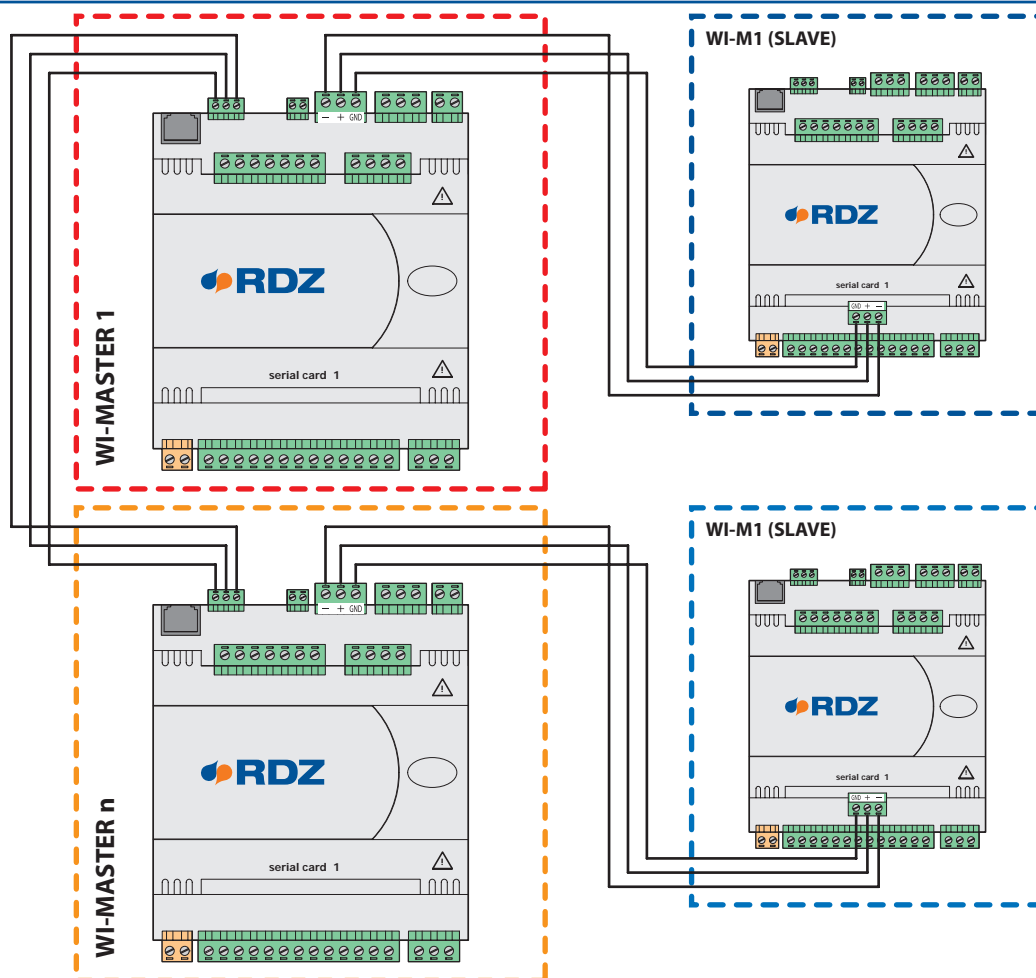 WI-MASTER 1
− + GND
RDZ
serial card 1
WI-M1 (SLAVE)
RDZ
serial card 1
GND + −
WI-MASTER n
− + GND
RDZ
serial card 1
WI-M1 (SLAVE)
RDZ
serial card 1
GND + −